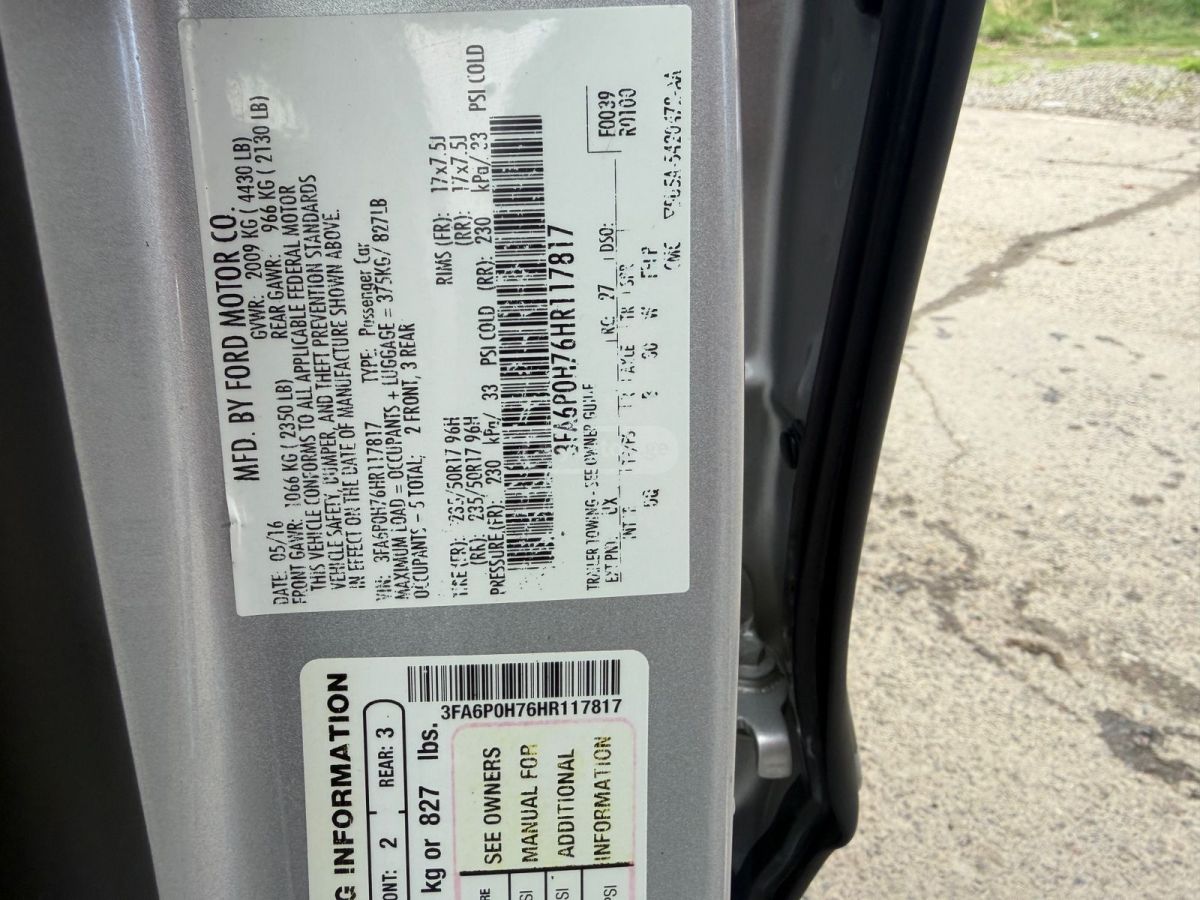 MFD. BY FORD MOTOR CO.
DATE: 05/16 GVWR: 2009 KG ( 4430 LB)
FRONT GAWR: 1066 KG ( 2350 LB) REAR GAWR: 966 KG ( 2130 LB)
THIS VEHICLE CONFORMS TO ALL APPLICABLE FEDERAL MOTOR
VEHICLE SAFETY, BUMPER, AND THEFT PREVENTION STANDARDS
IN EFFECT ON THE DATE OF MANUFACTURE SHOWN ABOVE.
VIN: 3FA6P0H76HR117817 TYPE: Passenger Car
MAXIMUM LOAD = OCCUPANTS + LUGGAGE = 375KG/ 827LB
OCCUPANTS - 5 TOTAL; 2 FRONT, 3 REAR
TIRE (FR): 235/50R17 96H RIMS (FR): 17x7.5J
(RR): 235/50R17 96H (RR): 17x7.5J
PRESSURE(FR): 230 kPa/ 33 PSI COLD (RR): 230 kPa/ 33 PSI COLD
3FA6P0H76HR117817
TRAILER TOWING - SEE OWNER GUIDE
EXT PNT: UX RC: 27 DSO: F0039
R0100
INFORMATION
FRONT: 2 REAR: 3
kg or 827 lbs.
3FA6P0H76HR117817
SEE OWNERS
MANUAL FOR
ADDITIONAL
INFORMATION